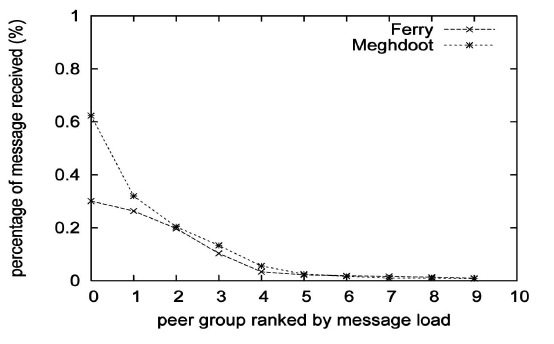 percentage of message received (%)
1
0.8
0.6
0.4
0.2
0
Ferry
Meghdoot
0 1 2 3 4 5 6 7 8 9 10
peer group ranked by message load